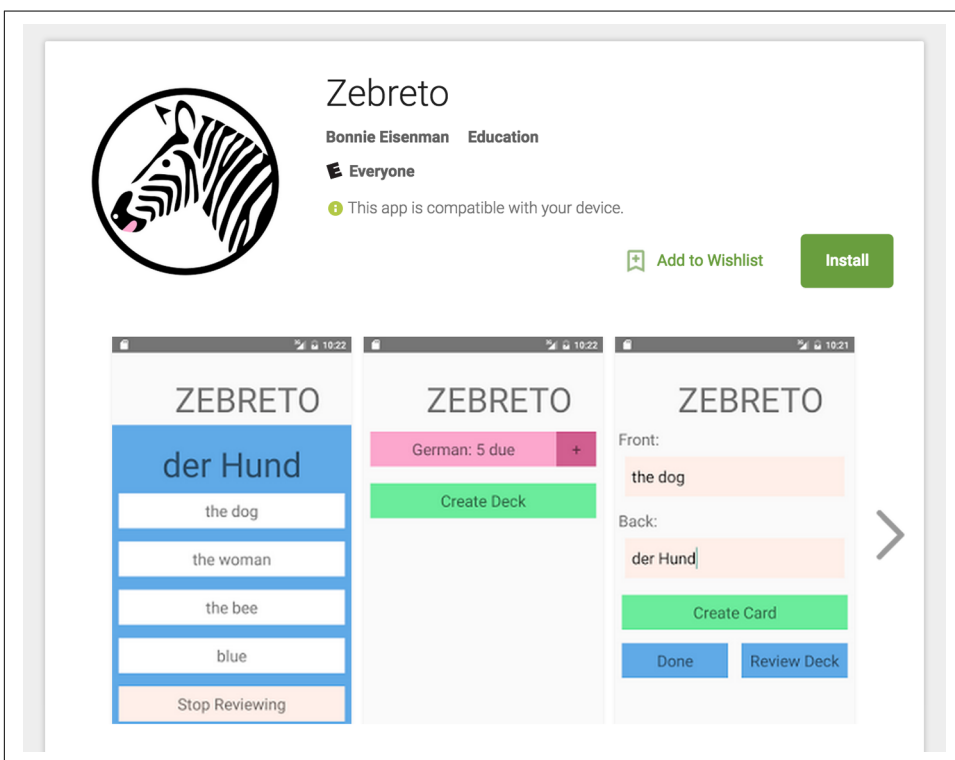 Zebreto
Bonnie Eisenman Education
E Everyone
This app is compatible with your device.
Add to Wishlist
Install
10:22
ZEBRETO
der Hund
the dog
the woman
the bee
blue
Stop Reviewing
10:22
ZEBRETO
German: 5 due +
Create Deck
10:21
ZEBRETO
Front:
the dog
Back:
der Hund
Create Card
Done Review Deck